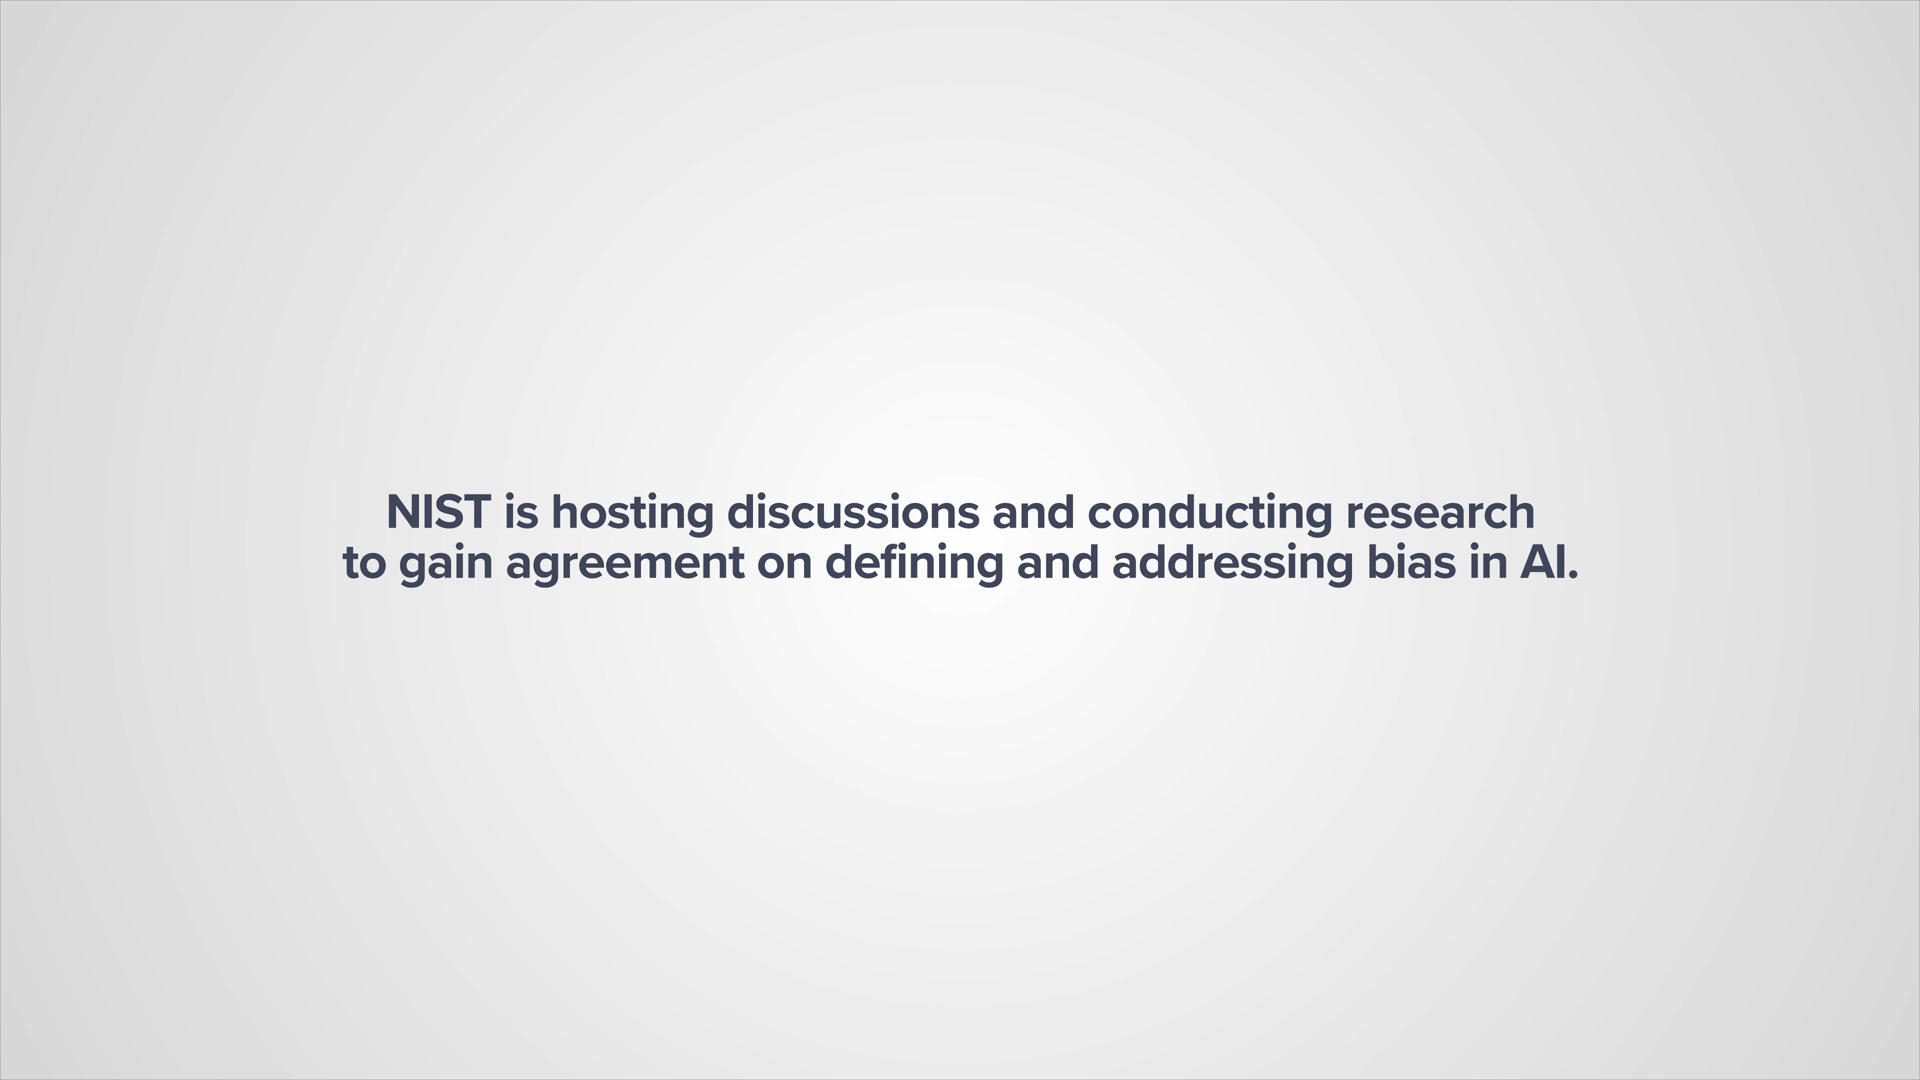 NIST is hosting discussions and conducting research
to gain agreement on defining and addressing bias in AI.